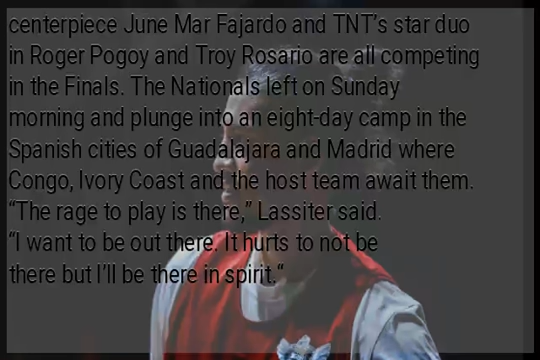 centerpiece June Mar Fajardo and TNT’s star duo
in Roger Pogoy and Troy Rosario are all competing
in the Finals. The Nationals left on Sunday
morning and plunge into an eight-day camp in the
Spanish cities of Guadalajara and Madrid where
Congo, Ivory Coast and the host team await them.
“The rage to play is there,” Lassiter said.
“I want to be out there. It hurts to not be
there but I’ll be there in spirit.“